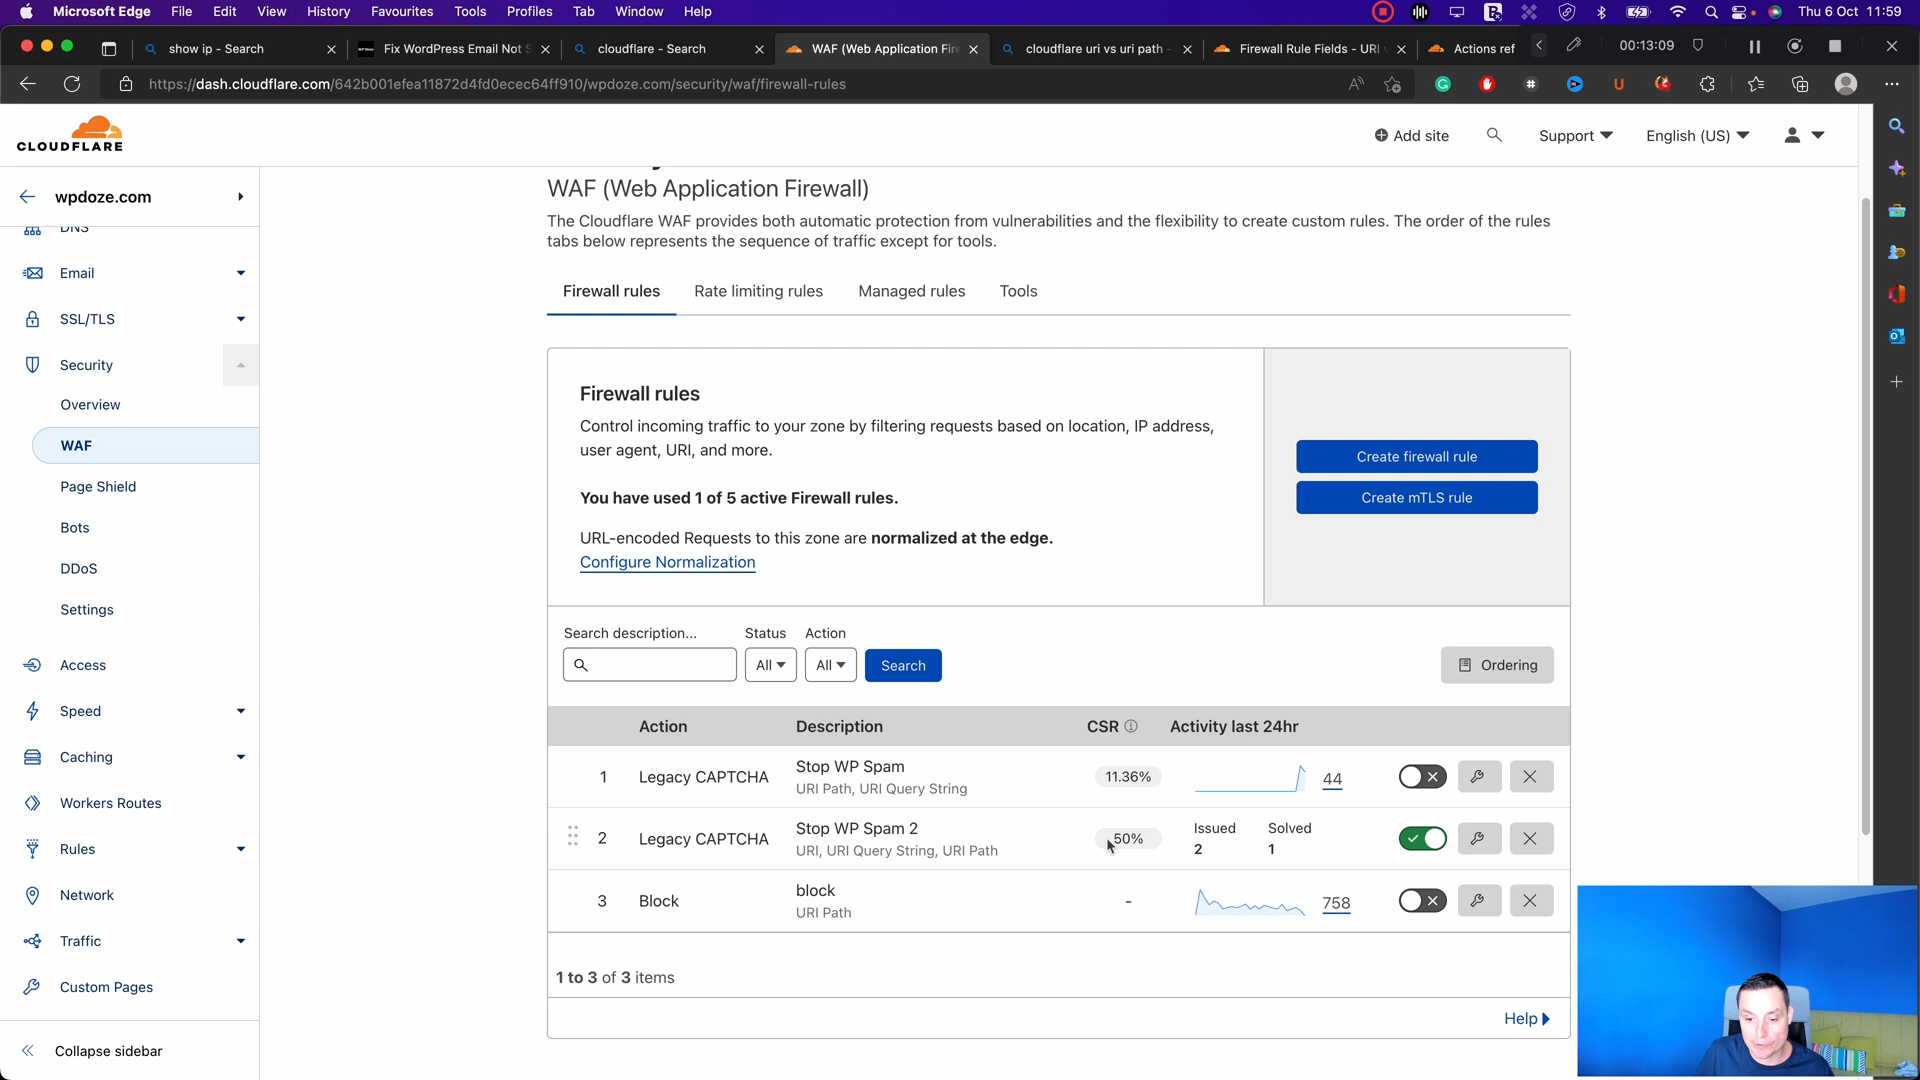 Microsoft Edge File Edit View History Favourites Tools Profiles Tab Window Help Thu 6 Oct 11:59
show ip - Search Fix WordPress Email Not S cloudflare - Search WAF (Web Application Fire cloudflare uri vs uri path - Firewall Rule Fields - URI Actions ref 00:13:09
https://dash.cloudflare.com/642b001efea11872d4fd0ecec64ff910/wpdoze.com/security/waf/firewall-rules
CLOUDFLARE
Add site Support English (US)
wpdoze.com
DNS
Email
SSL/TLS
Security
Overview
WAF
Page Shield
Bots
DDoS
Settings
Access
Speed
Caching
Workers Routes
Rules
Network
Traffic
Custom Pages
Collapse sidebar
WAF (Web Application Firewall)
The Cloudflare WAF provides both automatic protection from vulnerabilities and the flexibility to create custom rules. The order of the rules
tabs below represents the sequence of traffic except for tools.
Firewall rules Rate limiting rules Managed rules Tools
Firewall rules
Control incoming traffic to your zone by filtering requests based on location, IP address,
user agent, URI, and more.
You have used 1 of 5 active Firewall rules.
URL-encoded Requests to this zone are normalized at the edge.
Configure Normalization
Create firewall rule
Create mTLS rule
Search description... Status Action
All All Search Ordering
Action Description CSR Activity last 24hr
1 Legacy CAPTCHA Stop WP Spam 11.36% 44
URI Path, URI Query String
2 Legacy CAPTCHA Stop WP Spam 2 50% Issued Solved
URI, URI Query String, URI Path 2 1
3 Block block - 758
URI Path
1 to 3 of 3 items
Help